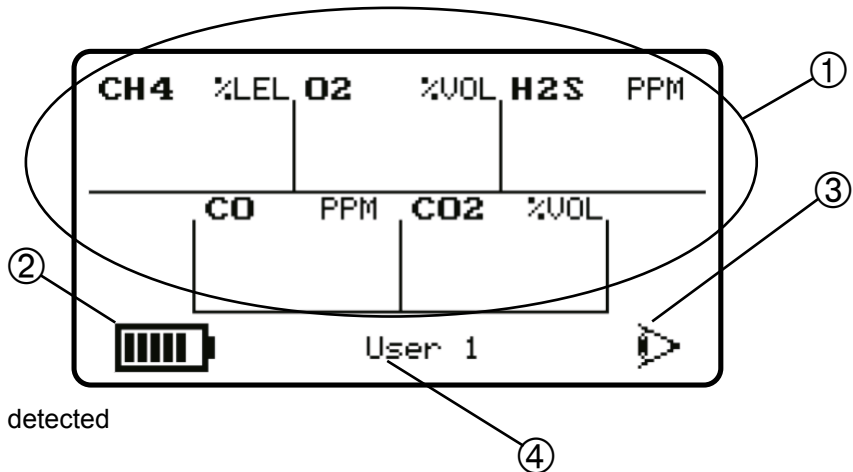 CH4 %LEL O2 %VOL H2S PPM
①
CO PPM CO2 %VOL
③
②
User 1
detected
④